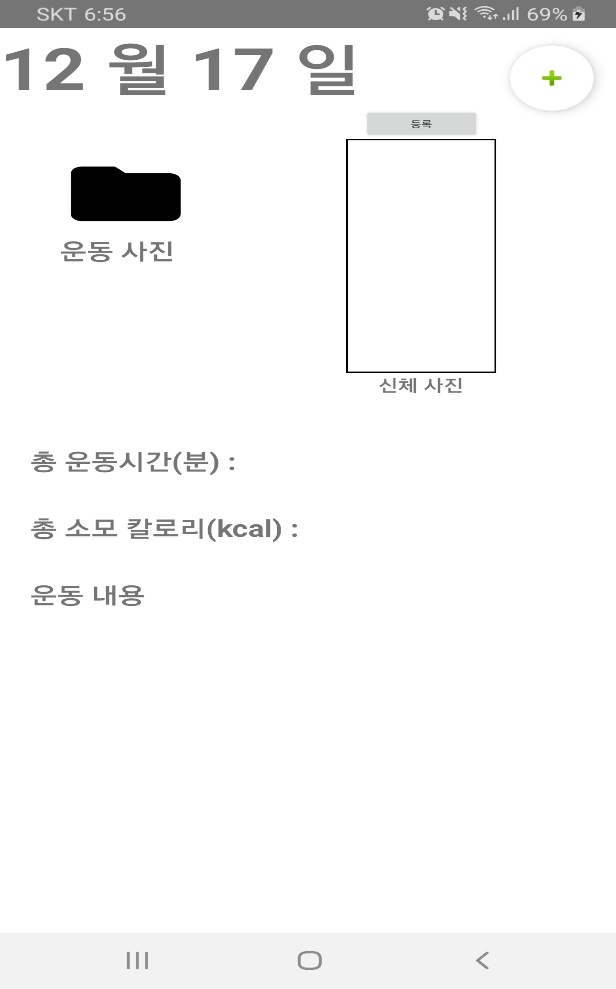 SKT 6:56 69%
12 월 17 일
등록
운동 사진
신체 사진
총 운동시간(분) :
총 소모 칼로리(kcal) :
운동 내용